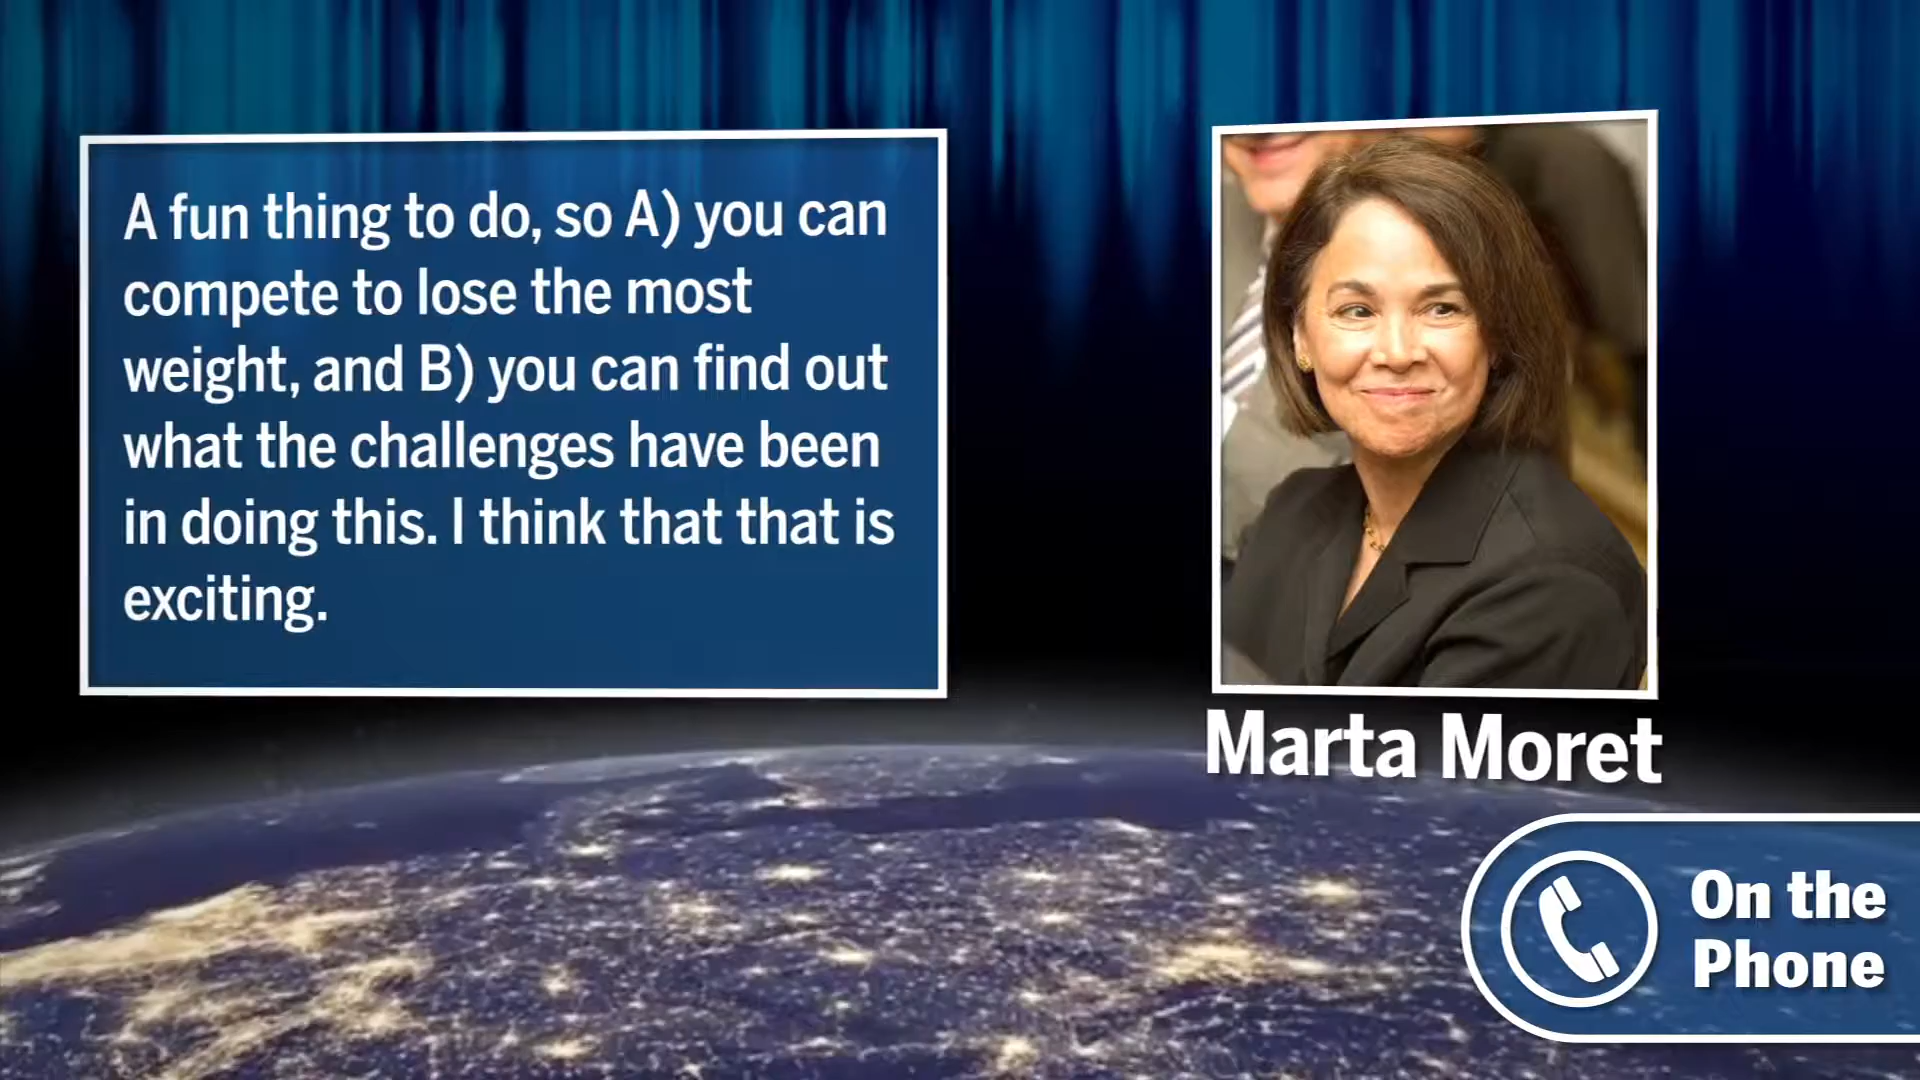 A fun thing to do, so A) you can
compete to lose the most
weight, and B) you can find out
what the challenges have been
in doing this. I think that that is
exciting.
Marta Moret
On the
Phone